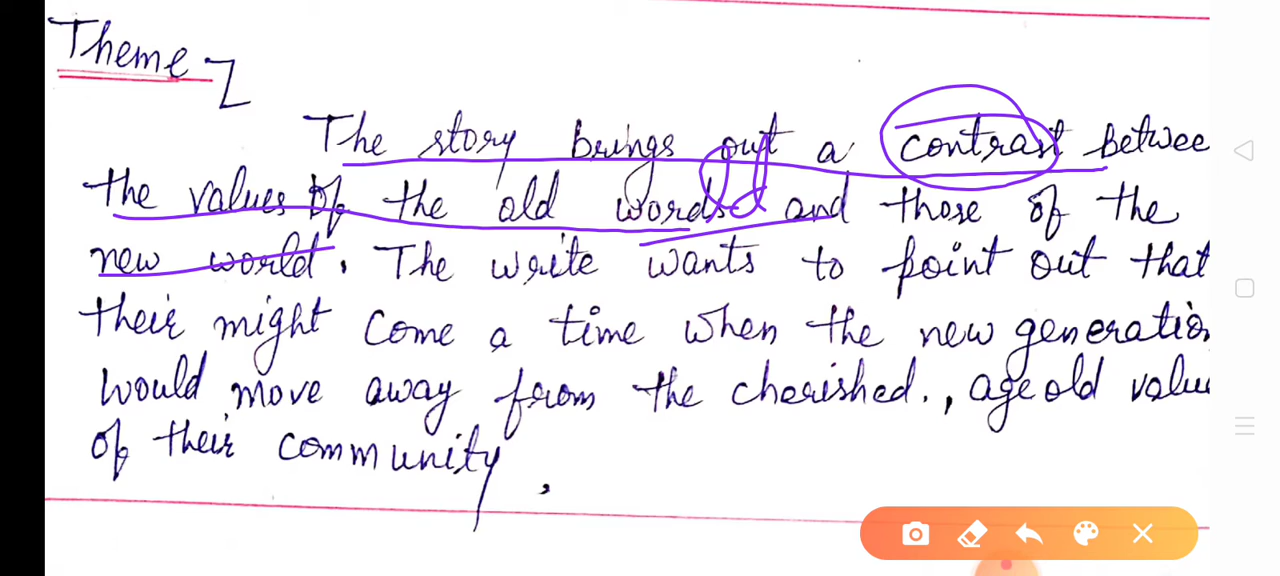 Theme
The story brings out a contrast betwee
the values of the old words and those of the
new world. The write wants to point out that
their might come a time when the new generation
would move away from the cherished., age old value
of their community.